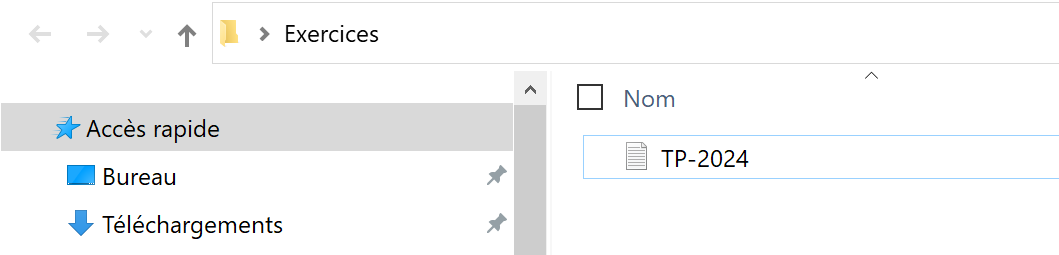 Exercices
Accès rapide
Bureau
Téléchargements
Nom
TP-2024